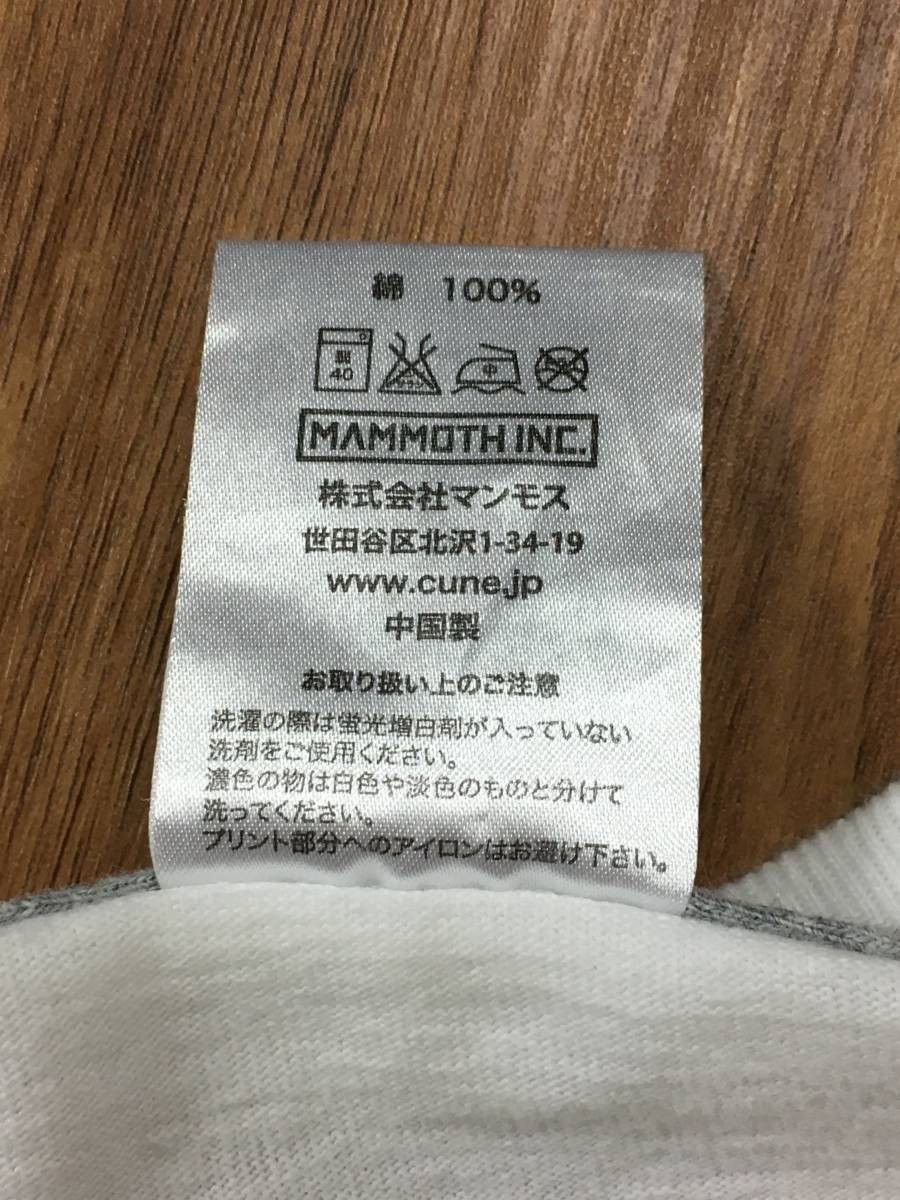 綿 100%
40
中
MAMMOTH INC.
株式会社マンモス
世田谷区北沢1-34-19
www.cune.jp
中国製
お取り扱い上のご注意
洗濯の際は蛍光増白剤が入っていない
洗剤をご使用ください。
濃色の物は白色や淡色のものと分けて
洗ってください。
プリント部分へのアイロンはお避け下さい。